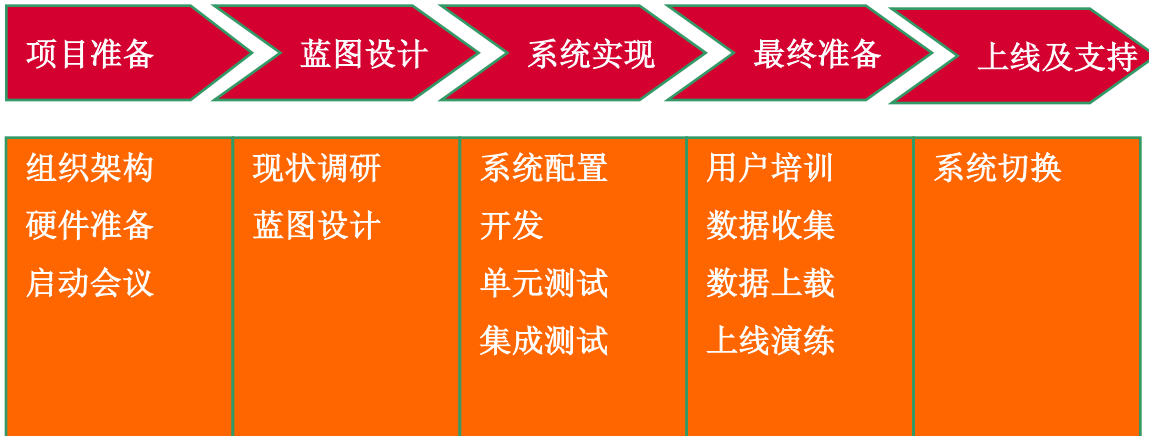 项目准备
蓝图设计
系统实现
最终准备
上线及支持
组织架构
硬件准备
启动会议
现状调研
蓝图设计
系统配置
开发
单元测试
集成测试
用户培训
数据收集
数据上载
上线演练
系统切换